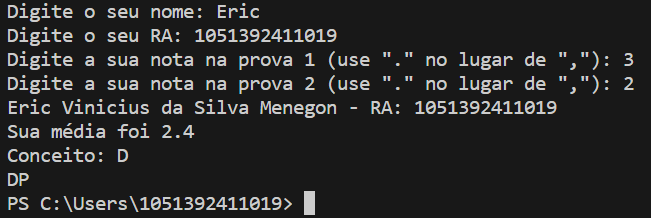 Digite o seu nome: Eric
Digite o seu RA: 1051392411019
Digite a sua nota na prova 1 (use "." no lugar de ","): 3
Digite a sua nota na prova 2 (use "." no lugar de ","): 2
Eric Vinicius da Silva Menegon - RA: 1051392411019
Sua média foi 2.4
Conceito: D
DP
PS C:\Users\1051392411019>